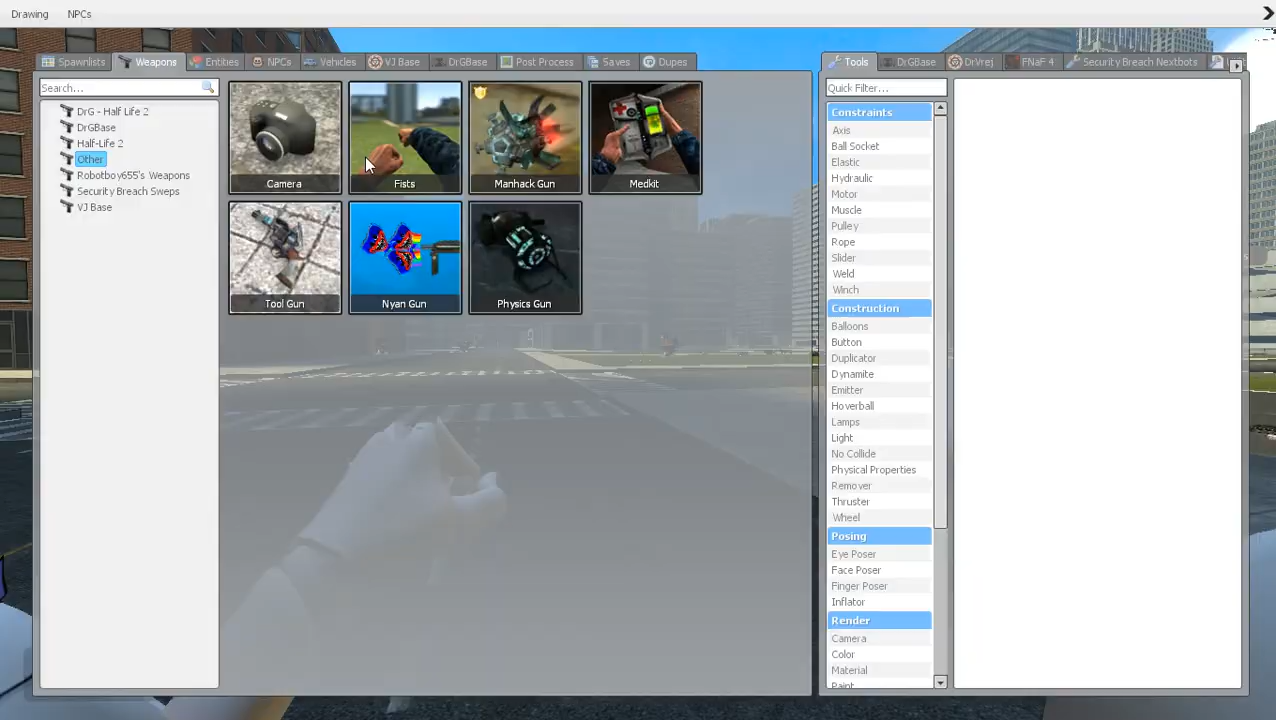 Drawing NPCs
Spawnlists Weapons Entities NPCs Vehicles VJ Base DrGBase Post Process Saves Dupes
Search...
DrG - Half Life 2
DrGBase
Half-Life 2
Other
Robotboy655's Weapons
Security Breach Sweps
VJ Base
Camera Fists Manhack Gun Medkit
Tool Gun Nyan Gun Physics Gun
Tools DrGBase DrVrej FNaF 4 Security Breach Nextbots
Quick Filter...
Constraints
Axis
Ball Socket
Elastic
Hydraulic
Motor
Muscle
Pulley
Rope
Slider
Weld
Winch
Construction
Balloons
Button
Duplicator
Dynamite
Emitter
Hoverball
Lamps
Light
No Collide
Physical Properties
Remover
Thruster
Wheel
Posing
Eye Poser
Face Poser
Finger Poser
Inflator
Render
Camera
Color
Material
Paint